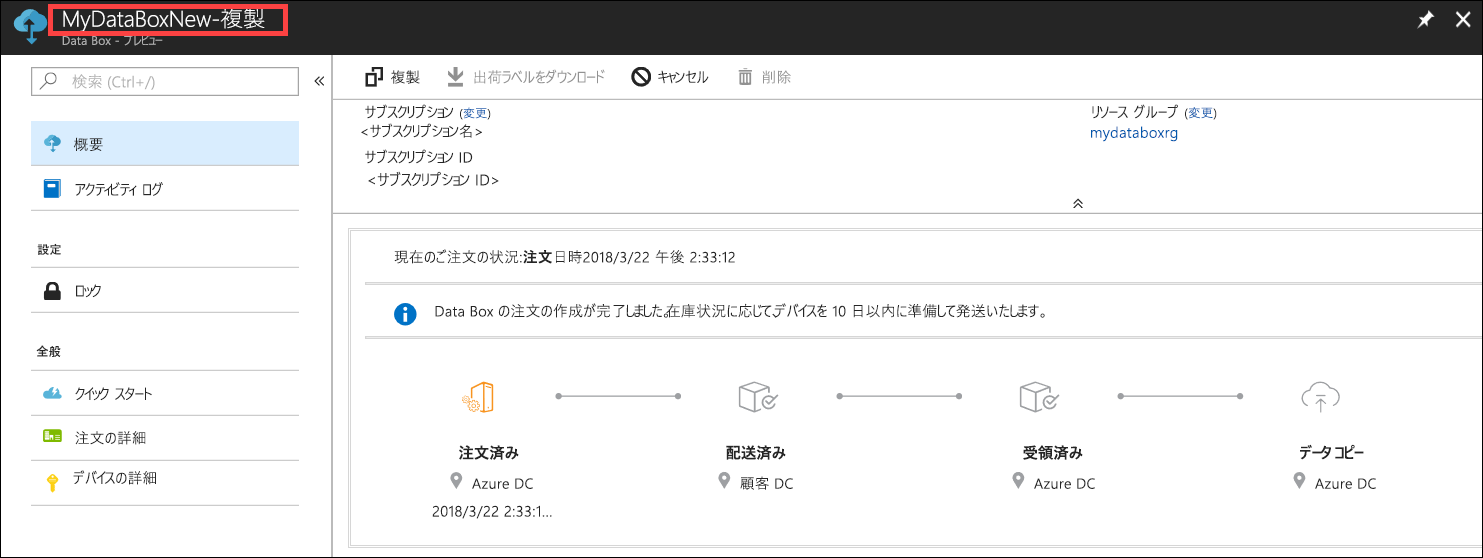 MyDataBoxNew-複製
Data Box - プレビュー
検索 (Ctrl+/)
概要
アクティビティ ログ
設定
ロック
全般
クイック スタート
注文の詳細
デバイスの詳細
複製 出荷ラベルをダウンロード キャンセル 削除
サブスクリプション (変更)
<サブスクリプション名>
サブスクリプション ID
<サブスクリプション ID>
リソース グループ (変更)
mydataboxrg
現在のご注文の状況:注文日時2018/3/22 午後 2:33:12
Data Box の注文の作成が完了しました。在庫状況に応じて、デバイスを 10 日以内に準備して発送いたします。
注文済み 配送済み 受領済み データコピー
Azure DC 顧客 DC Azure DC Azure DC
2018/3/22 2:33:1...